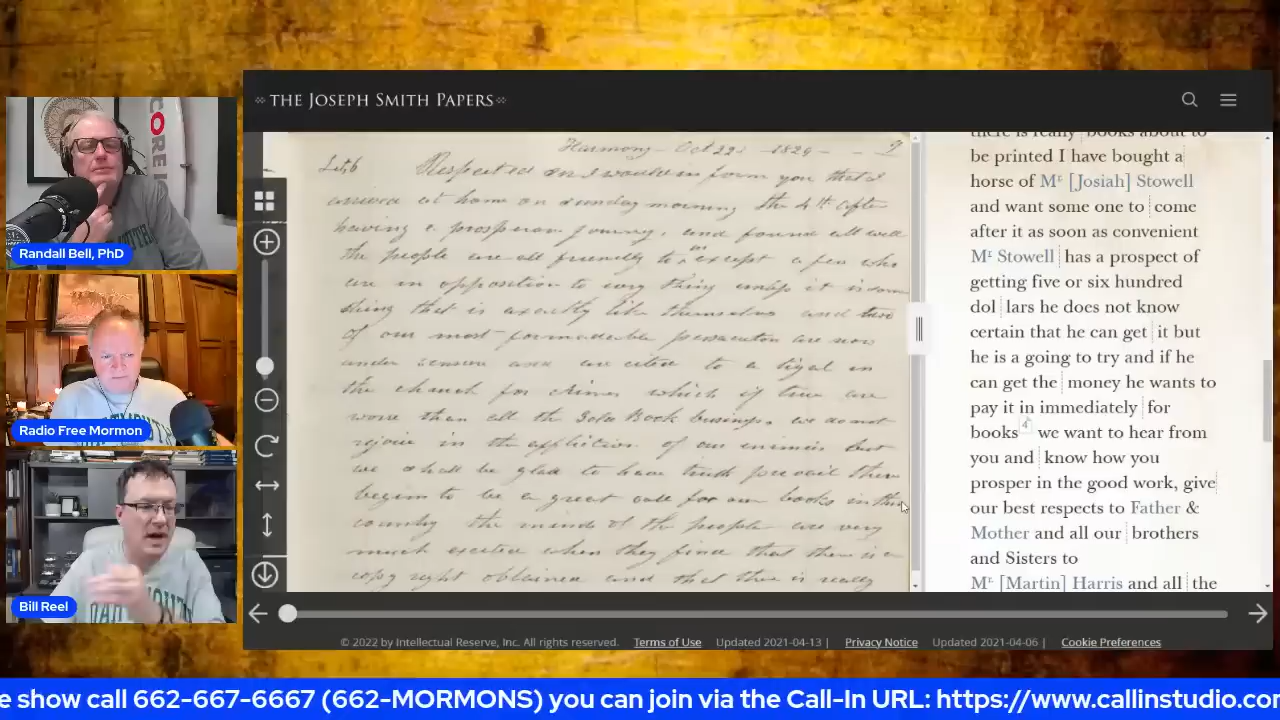 THE JOSEPH SMITH PAPERS
CORE
Randall Bell, PhD
Radio Free Mormon
Bill Reel
DARTMOUTH
Harmony - Oct 22d 1829 -
Respected Sir I would in form you that I
arrived at home on sunday morning the 4th after
having a prosperous journey, and found all well
the people are all friendly to us except a few who
are in opposition to evry thing unless it is some
thing that is exactly like themselves and two
of our most formadable persacutors are now
under censure and are cited to a tryal in
the church for crimes which if true are
worse than all the Gold Book business. we do not
rejoice in the affliction of our enimies but
we shall be glad to have truth prevail there
begins to be a great call for our books in this
country the minds of the people are very
much excited when they find that there is a
copy right obtained and that there is really
there is really books about to
be printed I have bought a
horse of Mr [Josiah] Stowell
and want some one to come
after it as soon as convenient
Mr Stowell has a prospect of
getting five or six hundred
dol lars he does not know
certain that he can get it but
he is a going to try and if he
can get the money he wants to
pay it in immediately for
books 4 we want to hear from
you and know how you
prosper in the good work, give
our best respects to Father &
Mother and all our brothers
and Sisters to
Mr [Martin] Harris and all the
© 2022 by Intellectual Reserve, Inc. All rights reserved. Terms of Use Updated 2021-04-13 | Privacy Notice Updated 2021-04-06 | Cookie Preferences
e show call 662-667-6667 (662-MORMONS) you can join via the Call-In URL: https://www.callinstudio.con